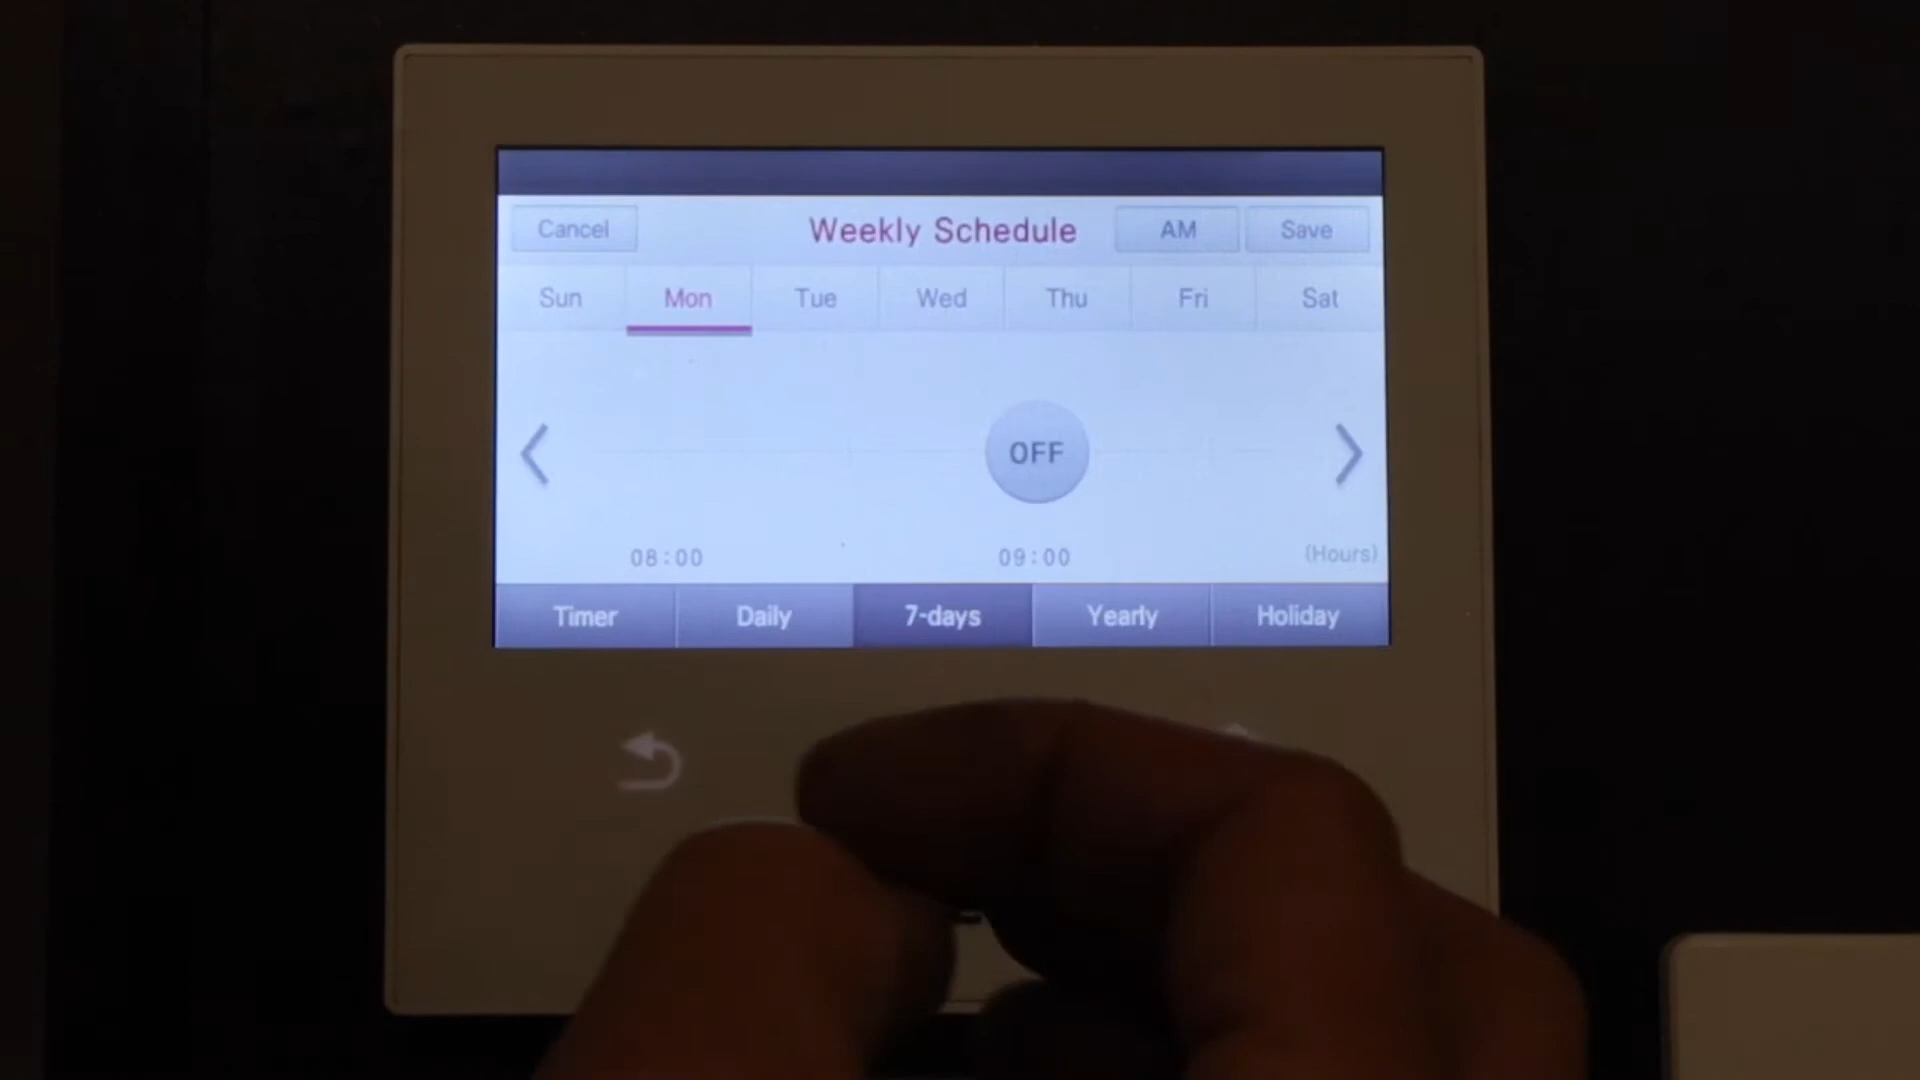 Cancel Weekly Schedule AM Save
Sun Mon Tue Wed Thu Fri Sat
OFF
08:00 09:00 (Hours)
Timer Daily 7-days Yearly Holiday